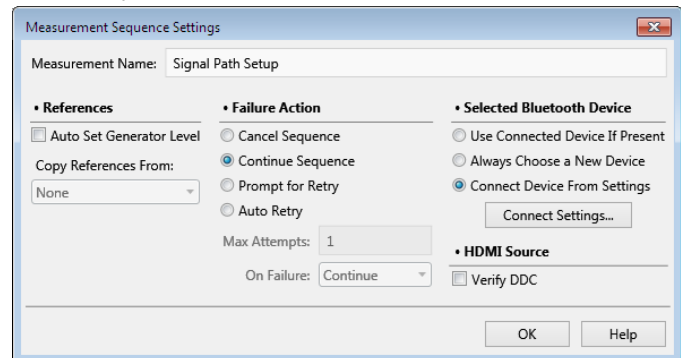 Measurement Sequence Settings
Measurement Name: Signal Path Setup
• References
Auto Set Generator Level
Copy References From:
None
• Failure Action
Cancel Sequence
Continue Sequence
Prompt for Retry
Auto Retry
Max Attempts: 1
On Failure: Continue
• Selected Bluetooth Device
Use Connected Device If Present
Always Choose a New Device
Connect Device From Settings
Connect Settings...
• HDMI Source
Verify DDC
OK Help